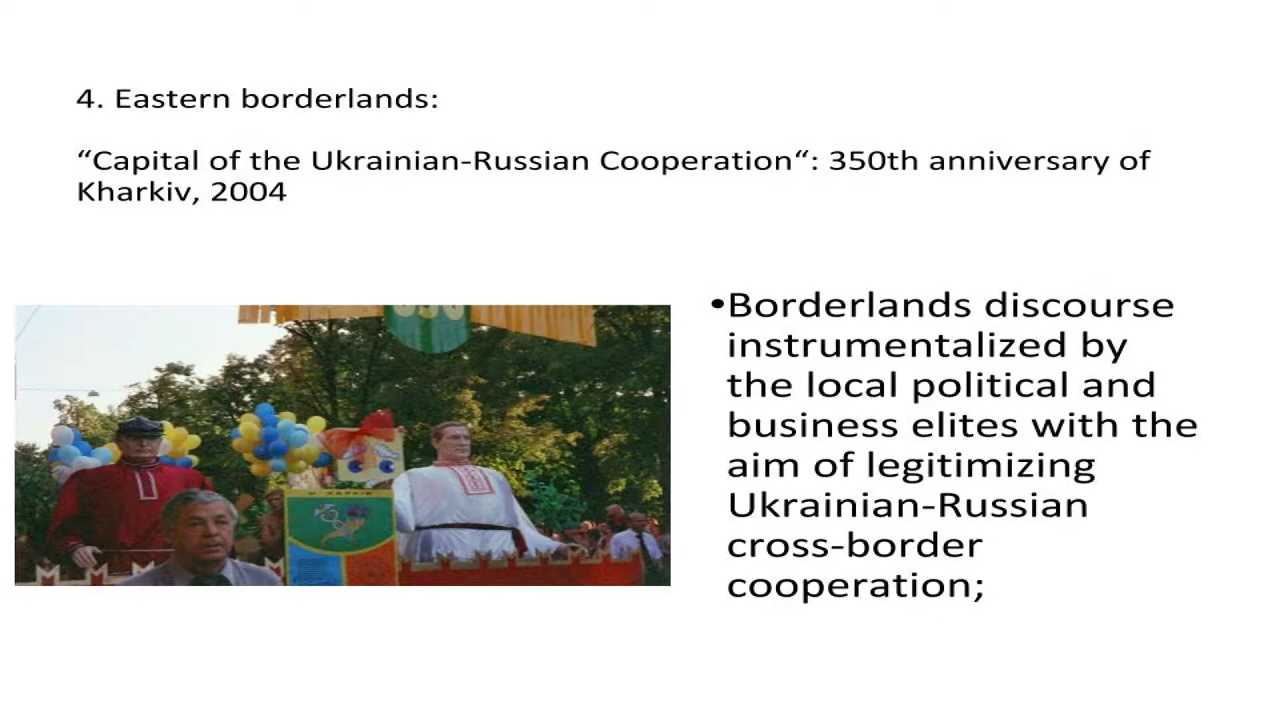 4. Eastern borderlands:
“Capital of the Ukrainian-Russian Cooperation“: 350th anniversary of
Kharkiv, 2004
•Borderlands discourse
instrumentalized by
the local political and
business elites with the
aim of legitimizing
Ukrainian-Russian
cross-border
cooperation;
350